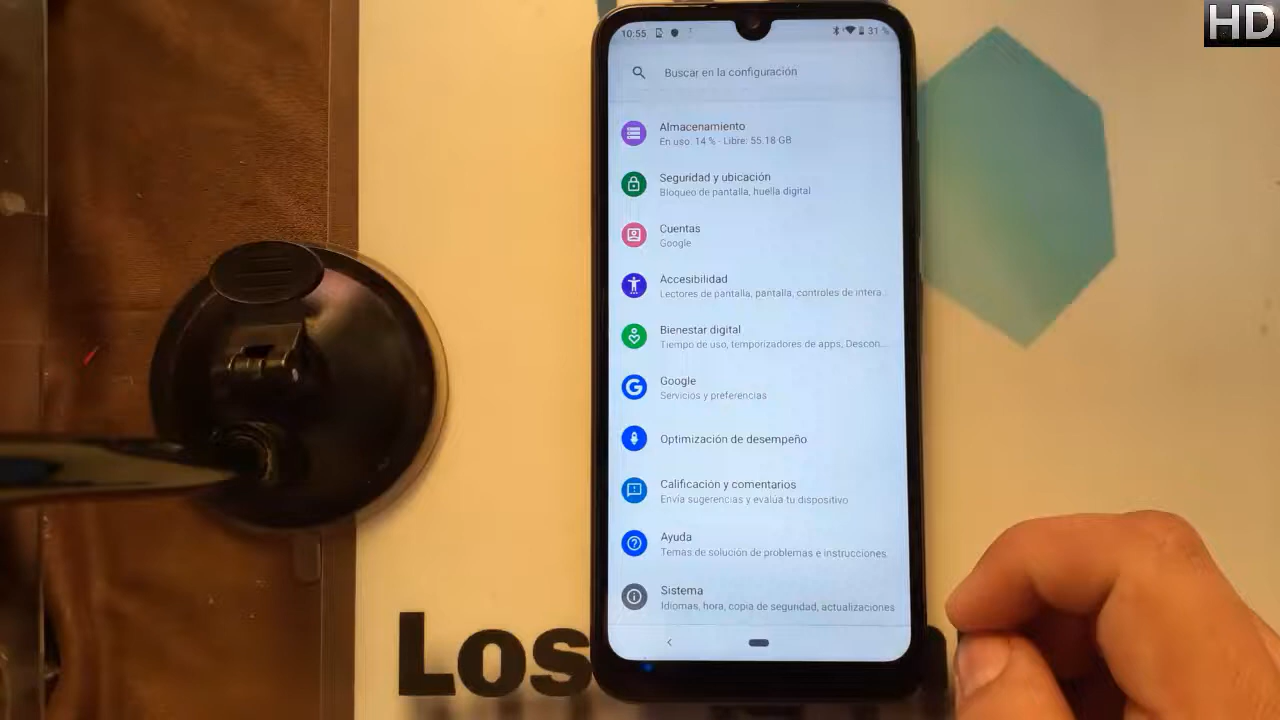 HD
10:55
31 %
Buscar en la configuración
Almacenamiento
En uso: 14 % - Libre: 55.18 GB
Seguridad y ubicación
Bloqueo de pantalla, huella digital
Cuentas
Google
Accesibilidad
Lectores de pantalla, pantalla, controles de intera...
Bienestar digital
Tiempo de uso, temporizadores de apps, Descon...
Google
Servicios y preferencias
Optimización de desempeño
Calificación y comentarios
Envía sugerencias y evalúa tu dispositivo
Ayuda
Temas de solución de problemas e instrucciones
Sistema
Idiomas, hora, copia de seguridad, actualizaciones
Los